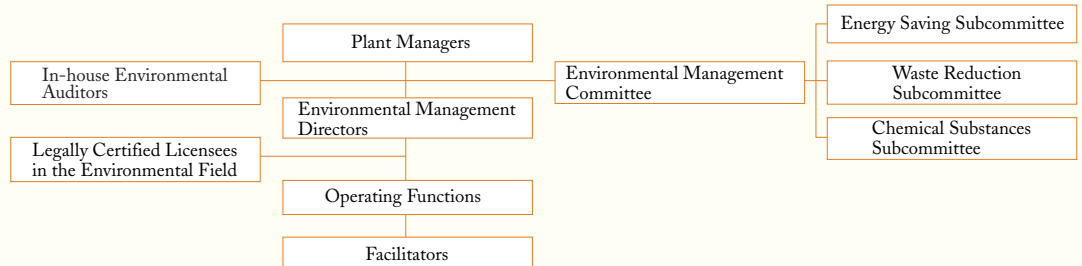 Energy Saving Subcommittee
Plant Managers
In-house Environmental
Auditors
Environmental Management
Committee
Waste Reduction
Subcommittee
Environmental Management
Directors
Chemical Substances
Subcommittee
Legally Certified Licensees
in the Environmental Field
Operating Functions
Facilitators